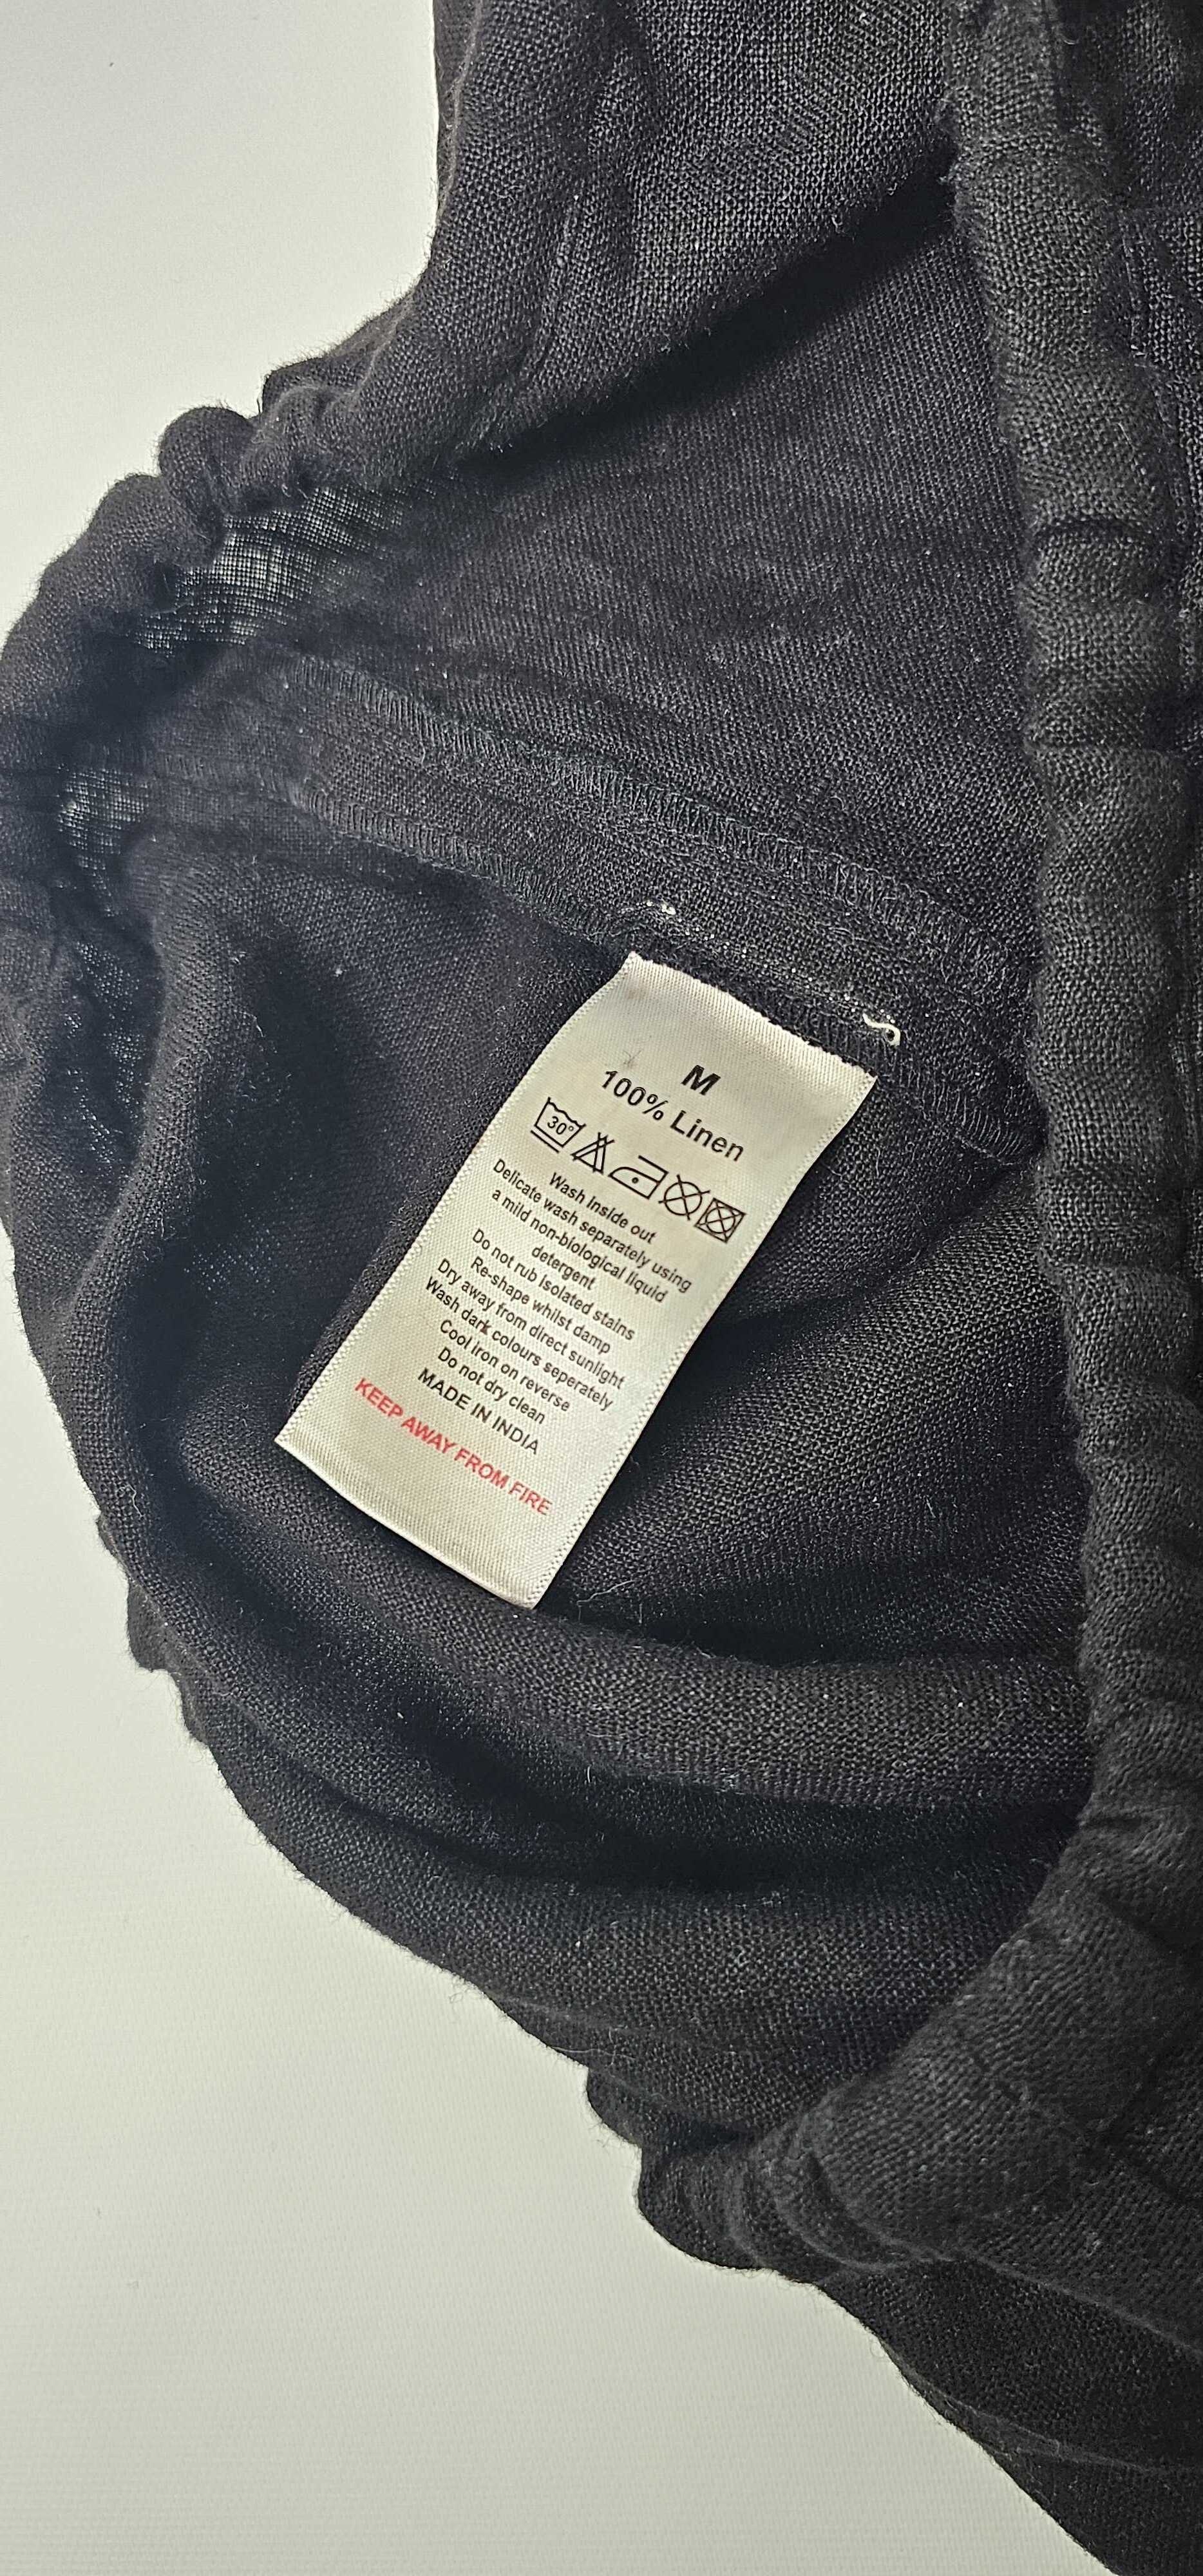 M
100% Linen
30°
Wash Inside out
Delicate wash separately using
a mild non-biological liquid
detergent
Do not rub Isolated stains
Re-shape whilst damp
Dry away from direct sunlight
Wash dark colours seperately
Cool Iron on reverse
Do not dry clean
MADE IN INDIA
KEEP AWAY FROM FIRE